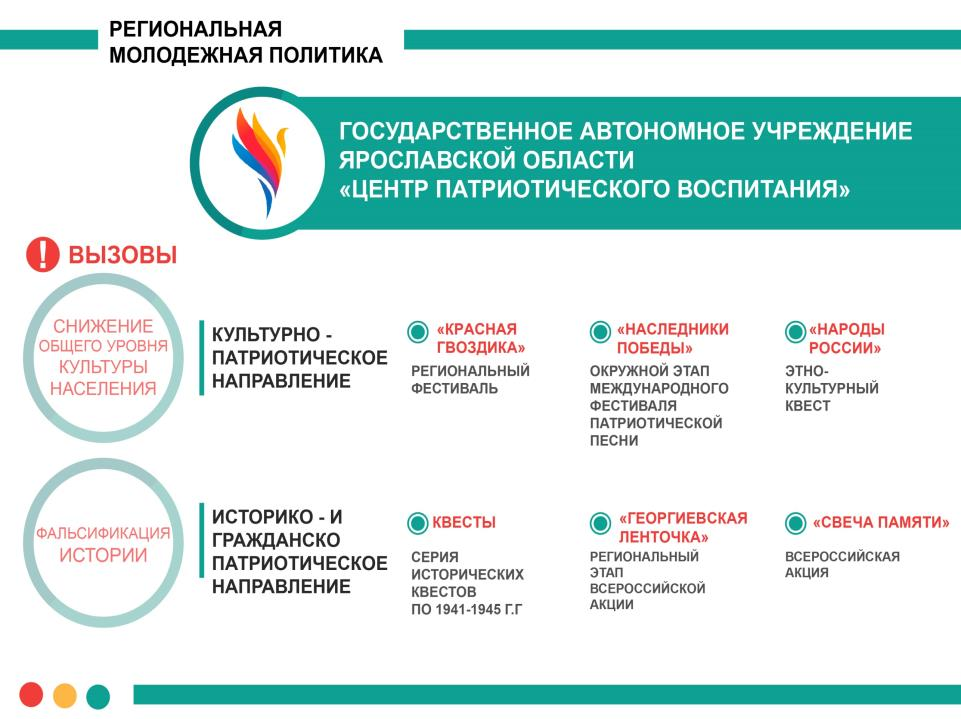 РЕГИОНАЛЬНАЯ
МОЛОДЕЖНАЯ ПОЛИТИКА
ГОСУДАРСТВЕННОЕ АВТОНОМНОЕ УЧРЕЖДЕНИЕ
ЯРОСЛАВСКОЙ ОБЛАСТИ
«ЦЕНТР ПАТРИОТИЧЕСКОГО ВОСПИТАНИЯ»
! ВЫЗОВЫ
СНИЖЕНИЕ
ОБЩЕГО УРОВНЯ
КУЛЬТУРЫ
НАСЕЛЕНИЯ
КУЛЬТУРНО -
ПАТРИОТИЧЕСКОЕ
НАПРАВЛЕНИЕ
«КРАСНАЯ
ГВОЗДИКА»
РЕГИОНАЛЬНЫЙ
ФЕСТИВАЛЬ
«НАСЛЕДНИКИ
ПОБЕДЫ»
ОКРУЖНОЙ ЭТАП
МЕЖДУНАРОДНОГО
ФЕСТИВАЛЯ
ПАТРИОТИЧЕСКОЙ
ПЕСНИ
«НАРОДЫ
РОССИИ»
ЭТНО-
КУЛЬТУРНЫЙ
КВЕСТ
ФАЛЬСИФИКАЦИЯ
ИСТОРИИ
ИСТОРИКО - И
ГРАЖДАНСКО
ПАТРИОТИЧЕСКОЕ
НАПРАВЛЕНИЕ
КВЕСТЫ
СЕРИЯ
ИСТОРИЧЕСКИХ
КВЕСТОВ
ПО 1941-1945 Г.Г
«ГЕОРГИЕВСКАЯ
ЛЕНТОЧКА»
РЕГИОНАЛЬНЫЙ
ЭТАП
ВСЕРОССИЙСКОЙ
АКЦИИ
«СВЕЧА ПАМЯТИ»
ВСЕРОССИЙСКАЯ
АКЦИЯ